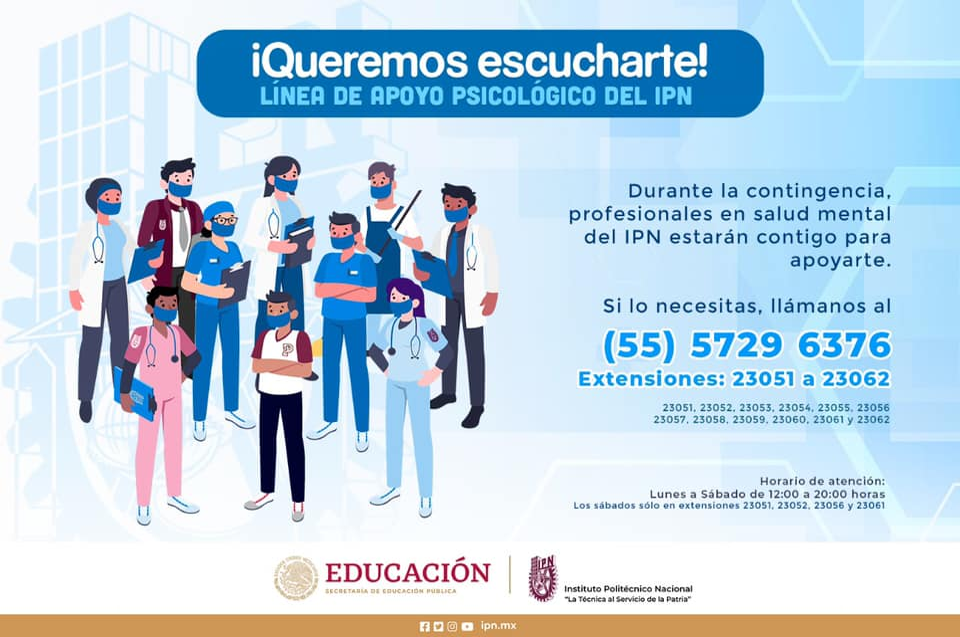 ¡Queremos escucharte!
LÍNEA DE APOYO PSICOLÓGICO DEL IPN
Durante la contingencia,
profesionales en salud mental
del IPN estarán contigo para
apoyarte.
Si lo necesitas, llámanos al
(55) 5729 6376
Extensiones: 23051 a 23062
23051, 23052, 23053, 23054, 23055, 23056
23057, 23058, 23059, 23060, 23061 y 23062
Horario de atención:
Lunes a Sábado de 12:00 a 20:00 horas
Los sábados sólo en extensiones 23051, 23052, 23056 y 23061
P
EDUCACIÓN
SECRETARÍA DE EDUCACIÓN PÚBLICA
IPN
Instituto Politécnico Nacional
"La Técnica al Servicio de la Patria"
ipn.mx